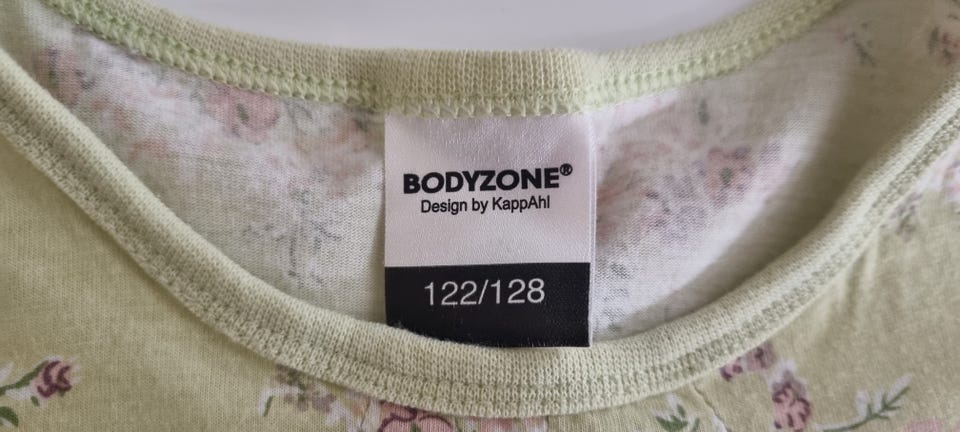 BODYZONE®
Design by KappAhl
122/128